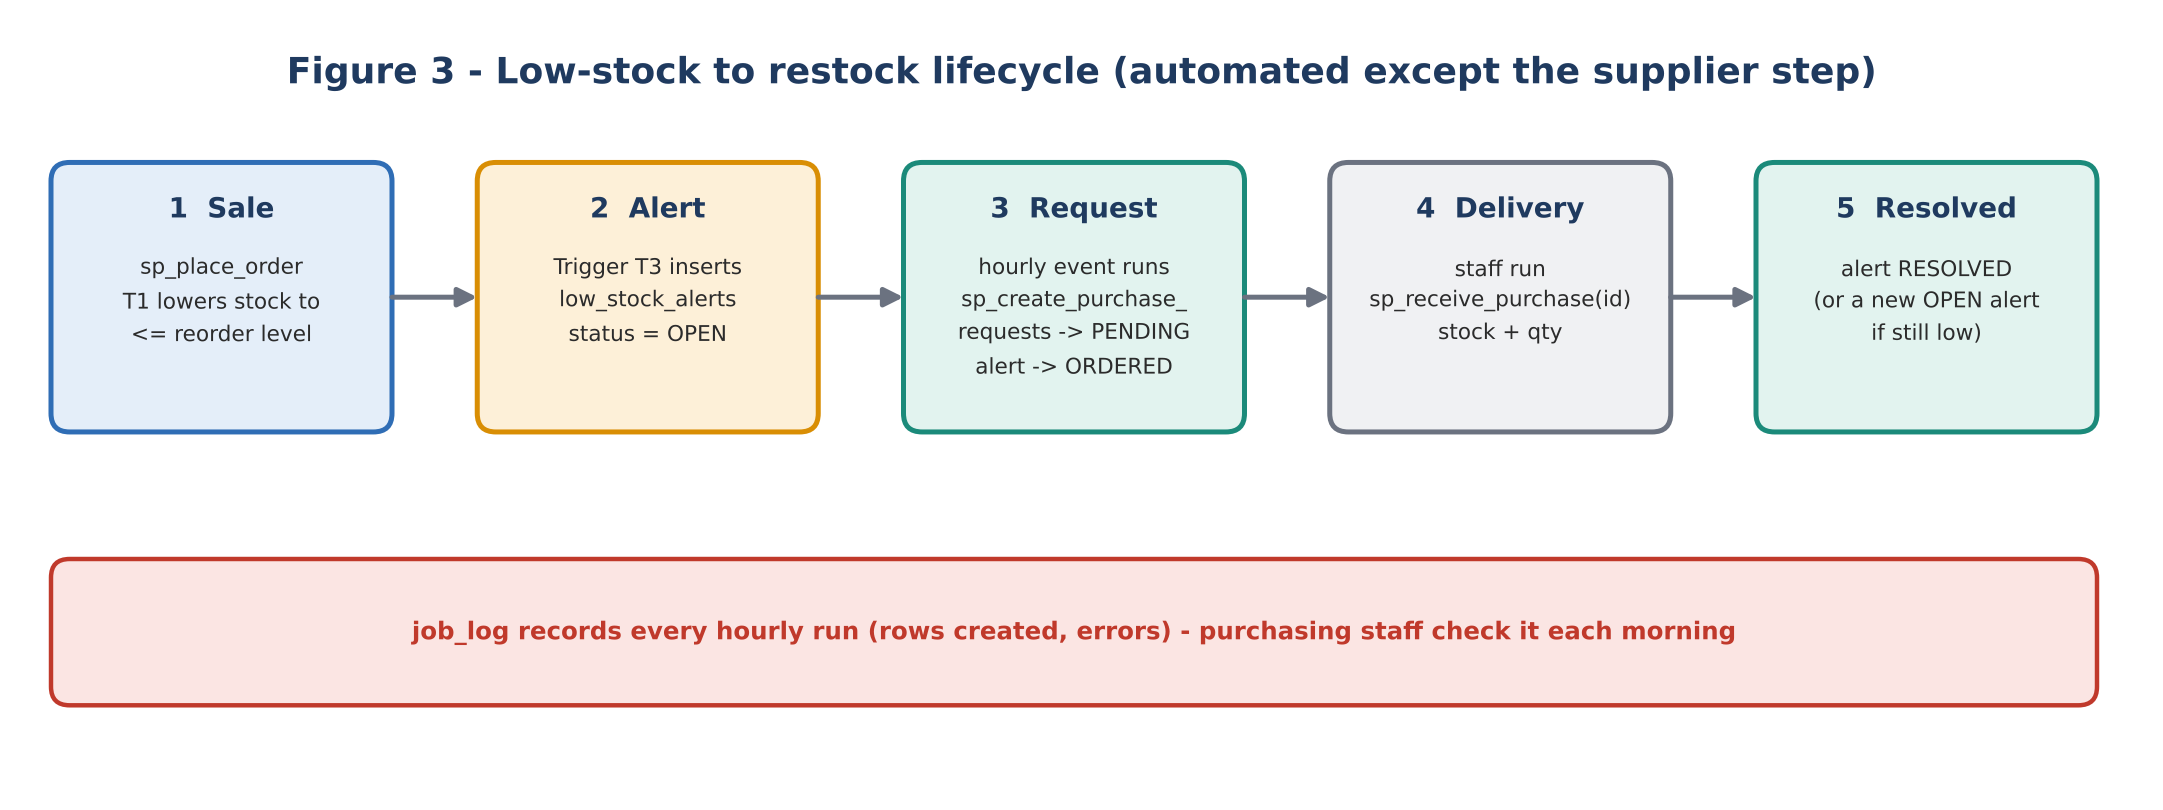 Figure 3 - Low-stock to restock lifecycle (automated except the supplier step)
1 Sale
sp_place_order
T1 lowers stock to
<= reorder level
2 Alert
Trigger T3 inserts
low_stock_alerts
status = OPEN
3 Request
hourly event runs
sp_create_purchase_
requests -> PENDING
alert -> ORDERED
4 Delivery
staff run
sp_receive_purchase(id)
stock + qty
5 Resolved
alert RESOLVED
(or a new OPEN alert
if still low)
job_log records every hourly run (rows created, errors) - purchasing staff check it each morning